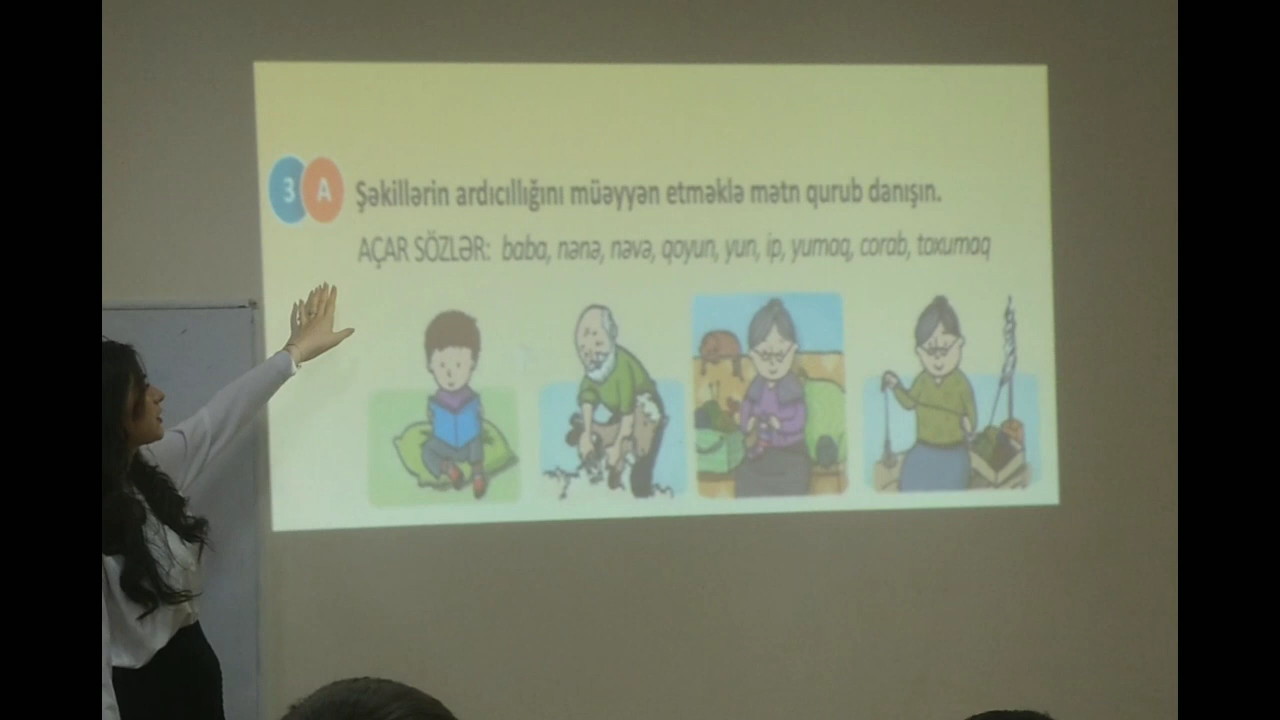 3 A Şəkillərin ardıcıllığını müəyyən etməklə mətn qurub danışın.
AÇAR SÖZLƏR: baba, nənə, nəvə, qoyun, yun, ip, yumaq, corab, toxumaq